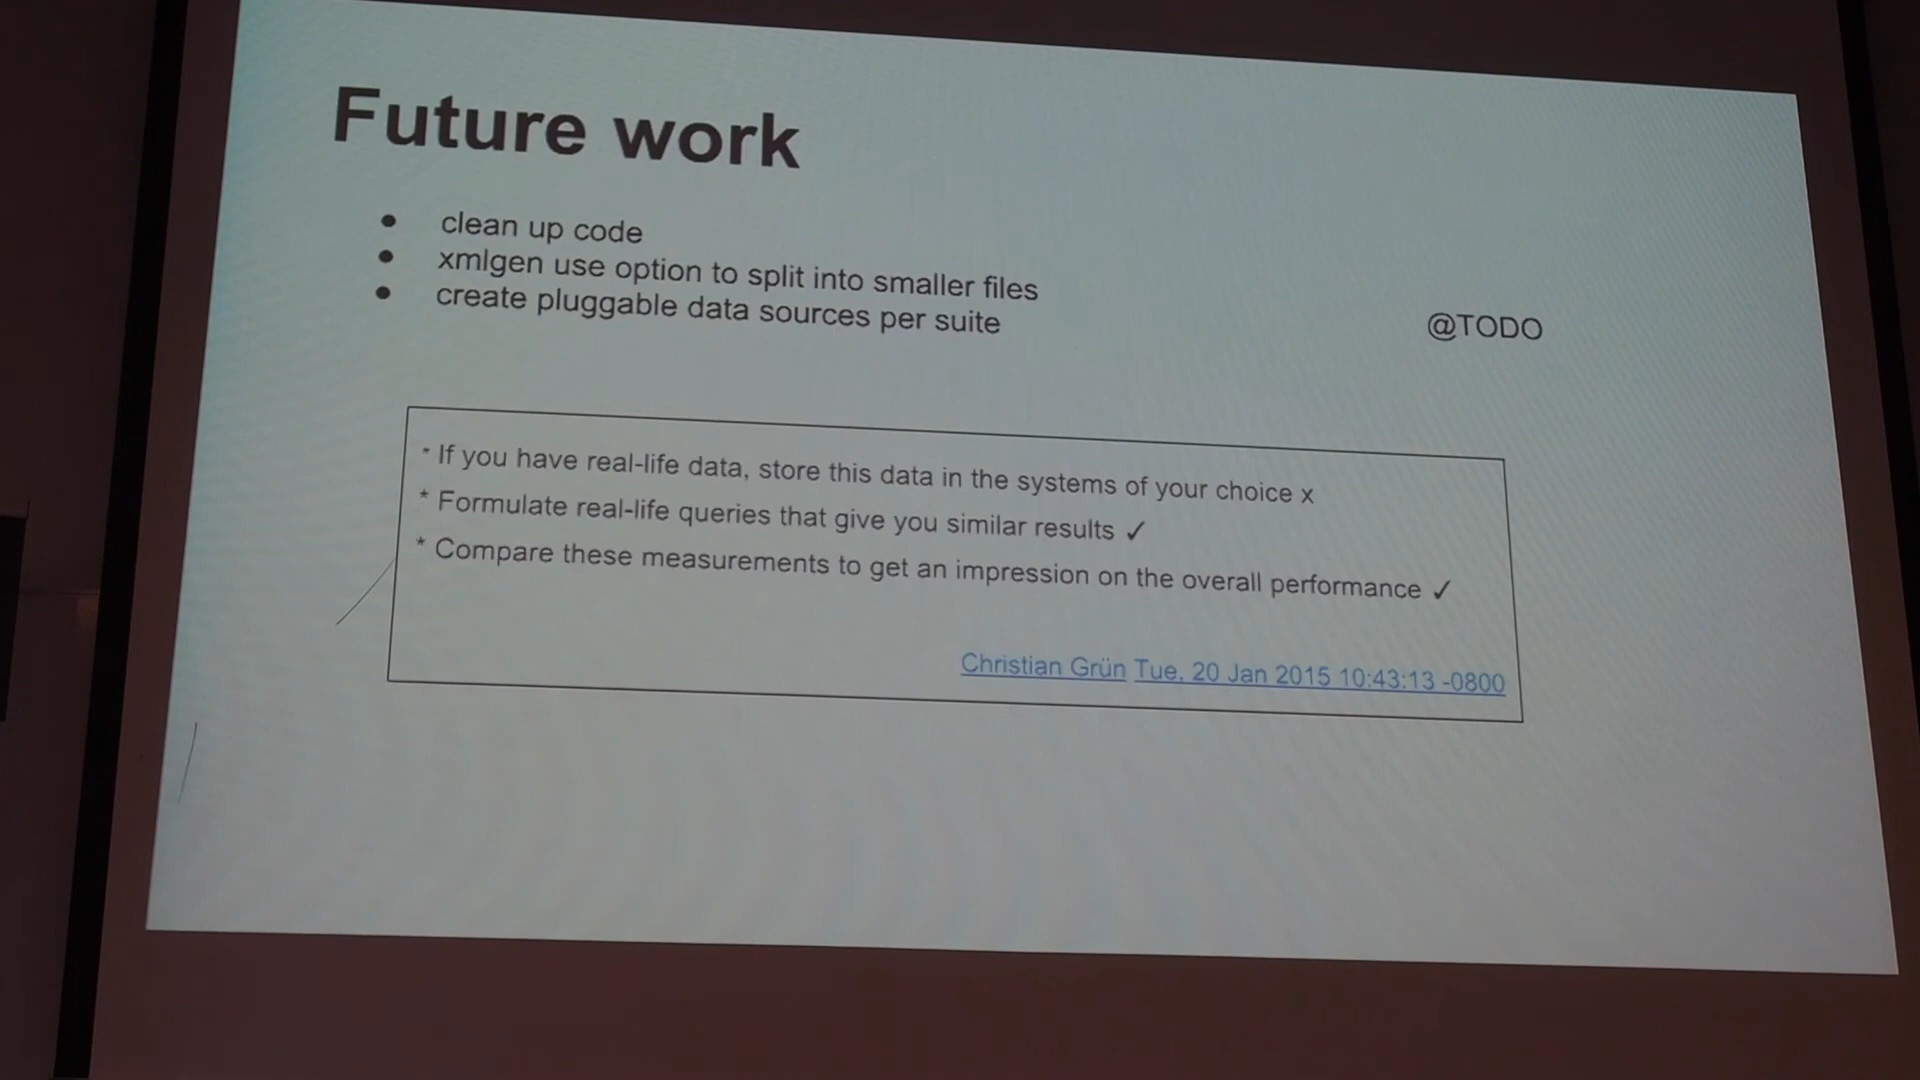 Future work
● clean up code
● xmlgen use option to split into smaller files
● create pluggable data sources per suite
@TODO
* If you have real-life data, store this data in the systems of your choice x
* Formulate real-life queries that give you similar results ✓
* Compare these measurements to get an impression on the overall performance ✓
Christian Grün Tue, 20 Jan 2015 10:43:13 -0800